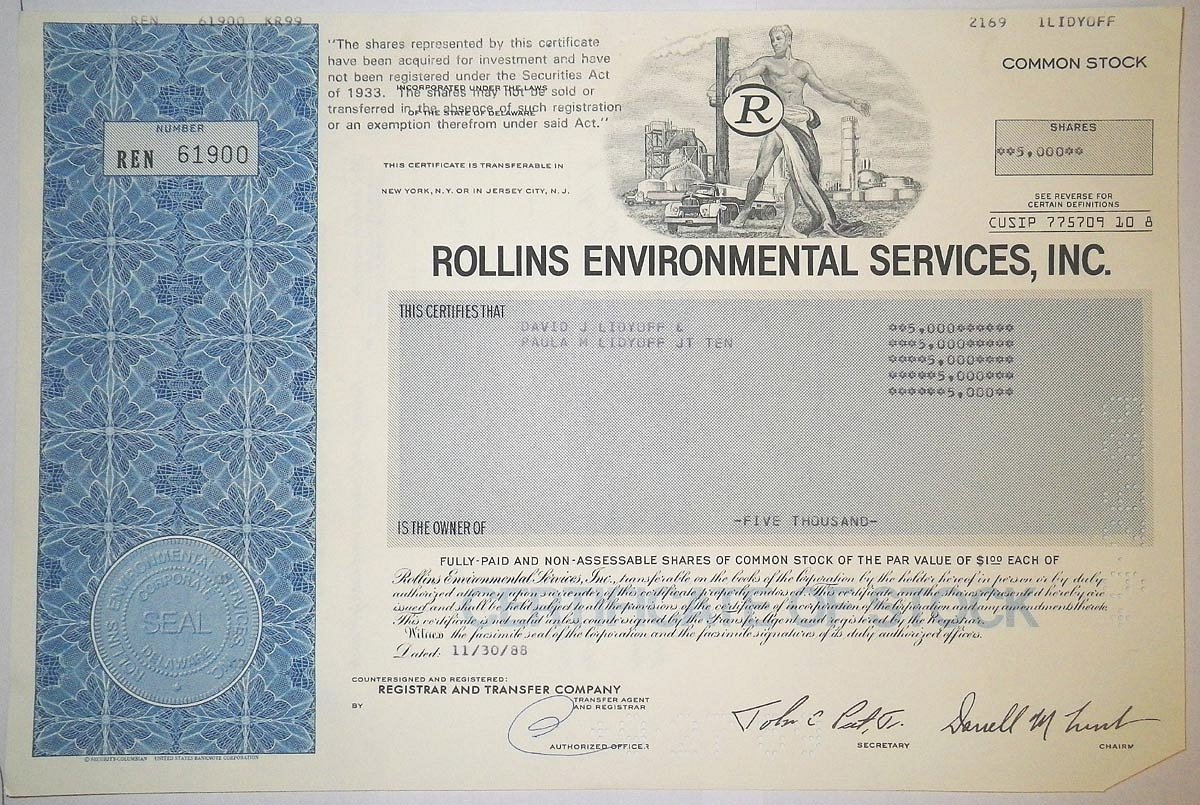 REN 61900 KR99
2169 1LIDYOFF
"The shares represented by this certificate
have been acquired for investment and have
not been registered under the Securities Act
of 1933. The shares may not be sold or
transferred in the absence of such registration
or an exemption therefrom under said Act."
INCORPORATED UNDER THE LAWS
OF THE STATE OF DELAWARE
COMMON STOCK
NUMBER
REN 61900
R
SHARES
**5,000**
THIS CERTIFICATE IS TRANSFERABLE IN
NEW YORK, N.Y. OR IN JERSEY CITY, N.J.
SEE REVERSE FOR
CERTAIN DEFINITIONS
CUSIP 775709 10 8
ROLLINS ENVIRONMENTAL SERVICES, INC.
THIS CERTIFIES THAT
DAVID J LIDYOFF &
PAULA M LIDYOFF JT TEN
**5,000*******
***5,000******
****5,000*****
*****5,000****
******5,000***
IS THE OWNER OF
-FIVE THOUSAND-
FULLY-PAID AND NON-ASSESSABLE SHARES OF COMMON STOCK OF THE PAR VALUE OF $1.00 EACH OF
Rollins Environmental Services, Inc., transferable on the books of the Corporation by the holder hereof in person or by duly
authorized attorney upon surrender of this certificate properly endorsed. This certificate and the shares represented hereby are
issued and shall be held subject to all the provisions of the certificate of incorporation of the Corporation and any amendments thereto.
This certificate is not valid unless countersigned by the Transfer Agent and registered by the Registrar.
Witness the facsimile seal of the Corporation and the facsimile signatures of its duly authorized officers.
CERTIFICATE OF STOCK
Dated: 11/30/88
ROLLINS ENVIRONMENTAL SERVICES, INC.
CORPORATE
SEAL
DELAWARE
COUNTERSIGNED AND REGISTERED:
REGISTRAR AND TRANSFER COMPANY
TRANSFER AGENT
AND REGISTRAR
BY
AUTHORIZED OFFICER
SECRETARY
CHAIRM
© SECURITY-COLUMBIAN UNITED STATES BANKNOTE CORPORATION